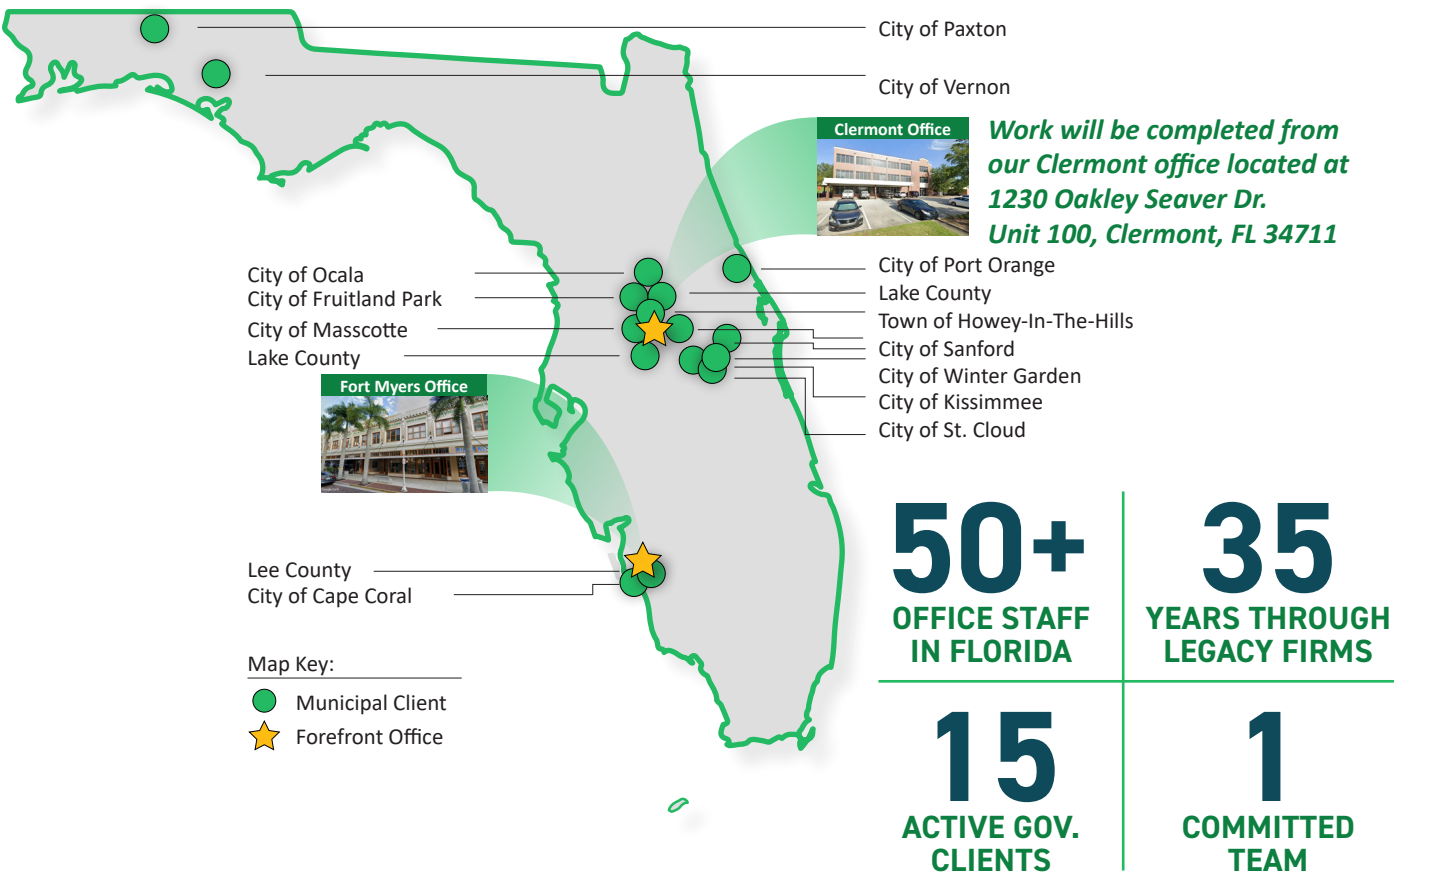 City of Paxton
City of Vernon
Clermont Office
Work will be completed from
our Clermont office located at
1230 Oakley Seaver Dr.
Unit 100, Clermont, FL 34711
City of Ocala
City of Fruitland Park
City of Masscotte
Lake County
City of Port Orange
Lake County
Town of Howey-In-The-Hills
City of Sanford
City of Winter Garden
City of Kissimmee
City of St. Cloud
Fort Myers Office
Lee County
City of Cape Coral
Map Key:
Municipal Client
Forefront Office
50+
OFFICE STAFF
IN FLORIDA
35
YEARS THROUGH
LEGACY FIRMS
15
ACTIVE GOV.
CLIENTS
1
COMMITTED
TEAM